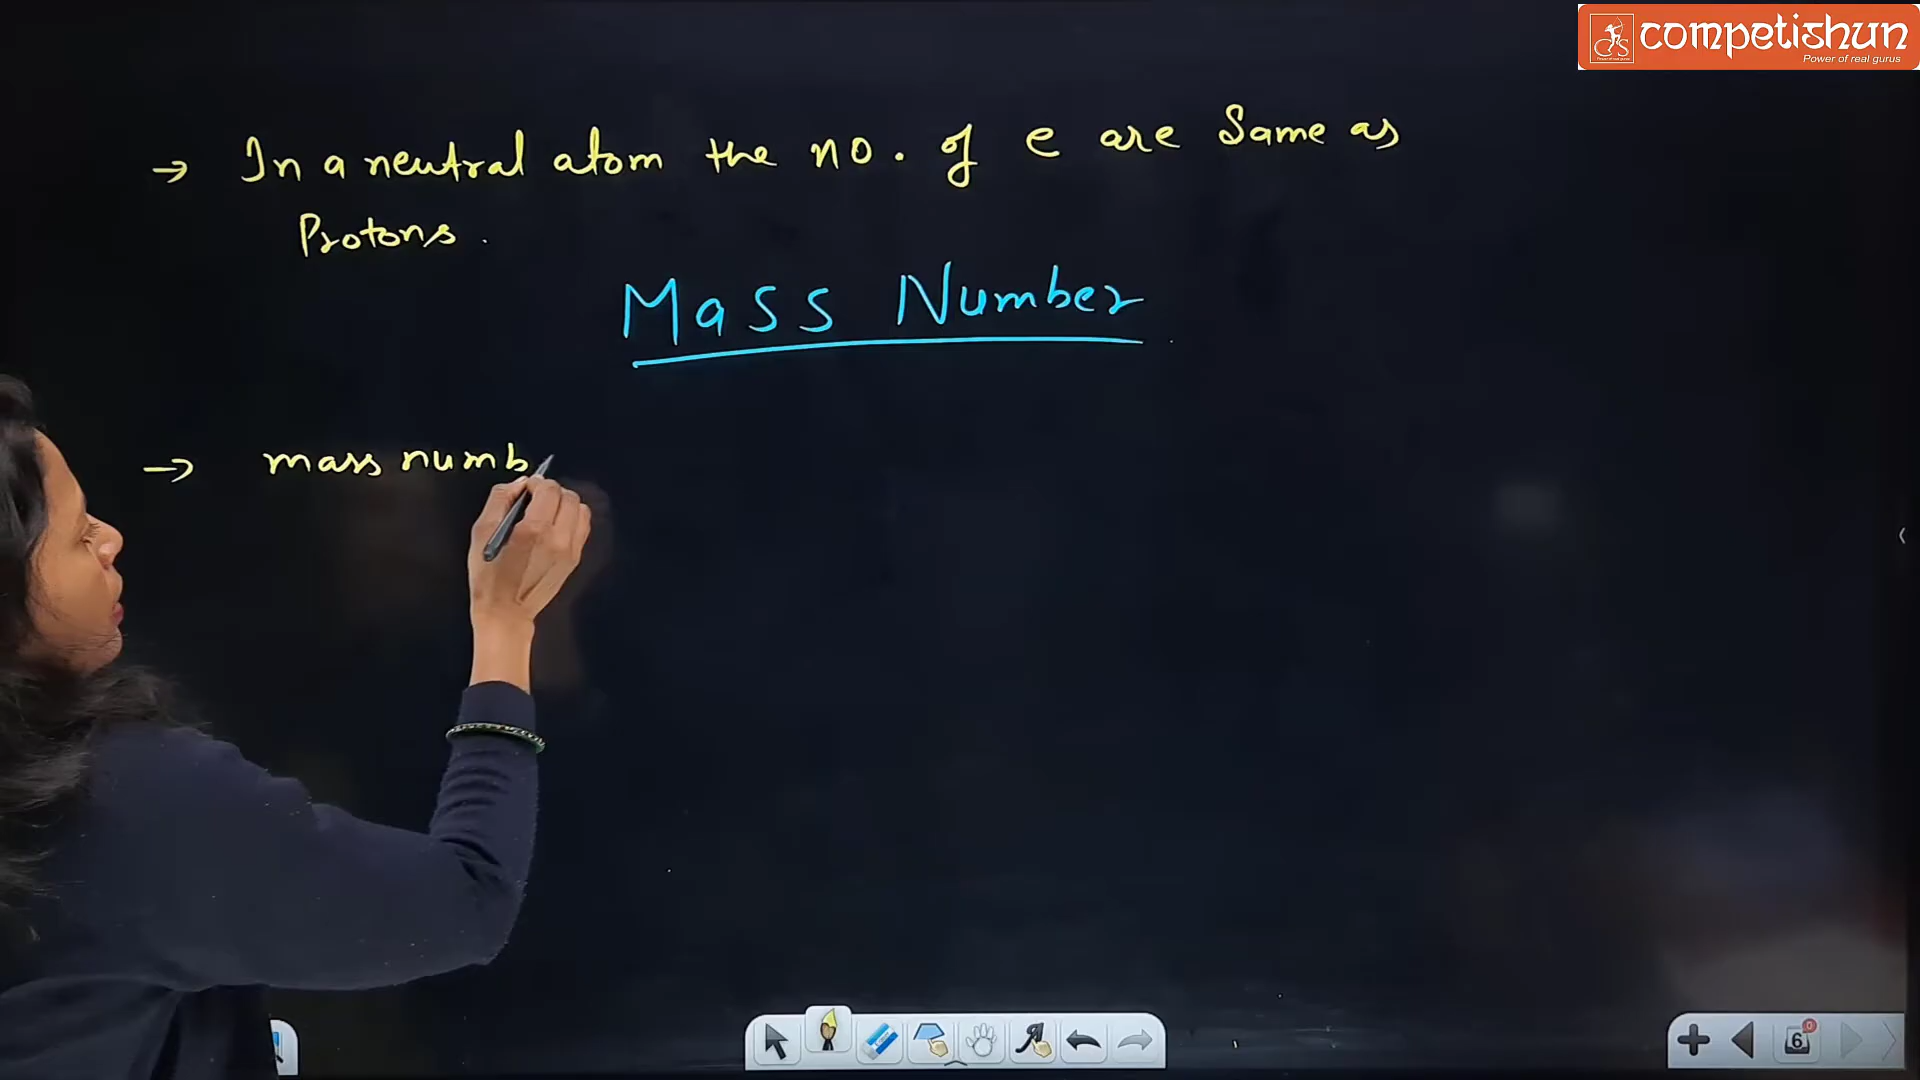 competishun
Power of real gurus
→ In a neutral atom the no. of e are Same as
Protons.
Mass Number
→ mass numb
6